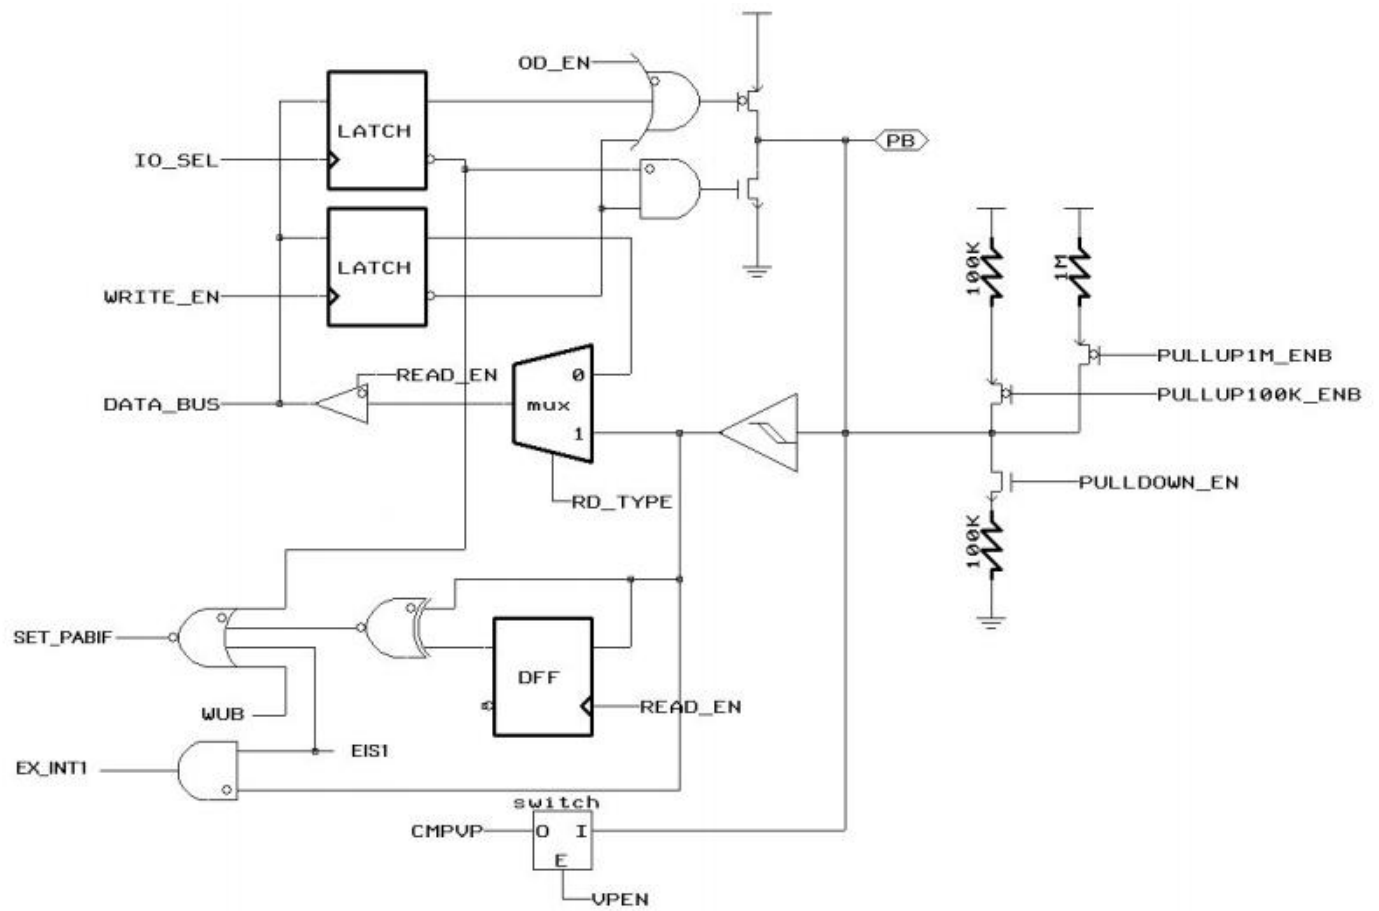 OD_EN
LATCH
IO_SEL
PB
LATCH
WRITE_EN
100K
1M
PULLUP1M_ENB
READ_EN
0
DATA_BUS
mux
PULLUP100K_ENB
1
PULLDOWN_EN
RD_TYPE
100K
SET_PABIF
DFF
WUB
READ_EN
EIS1
EX_INT1
switch
CMPVP
O I
E
VPEN